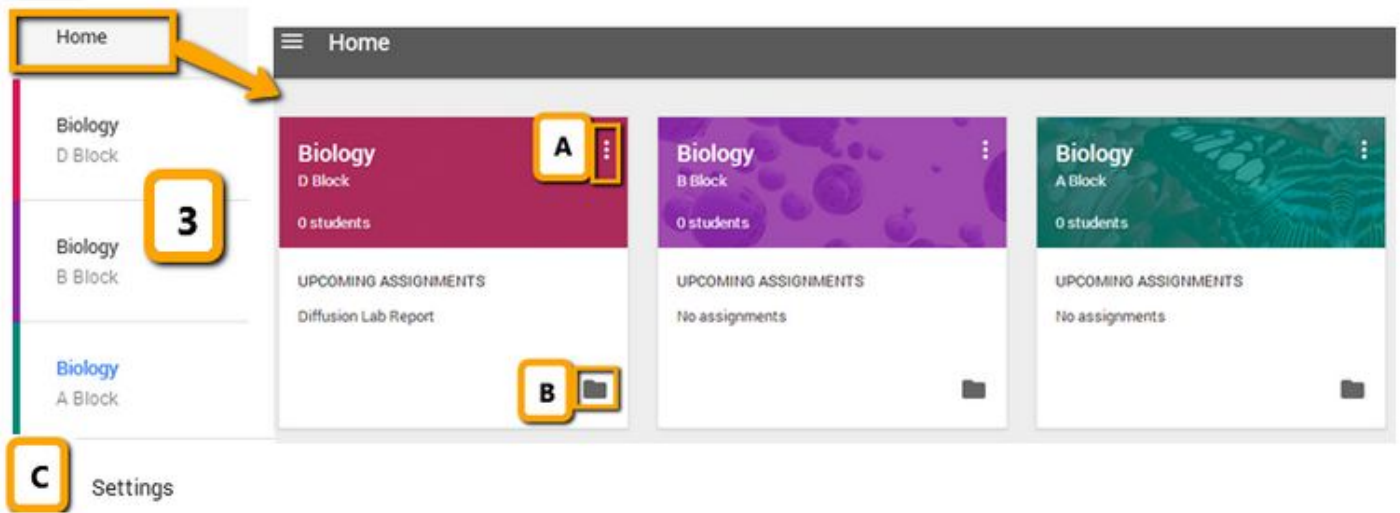 Home
Biology
D Block
3
Biology
B Block
Biology
A Block
C
Settings
Home
Biology
D Block
0 students
A
UPCOMING ASSIGNMENTS
Diffusion Lab Report
B
Biology
B Block
0 students
UPCOMING ASSIGNMENTS
No assignments
Biology
A Block
0 students
UPCOMING ASSIGNMENTS
No assignments